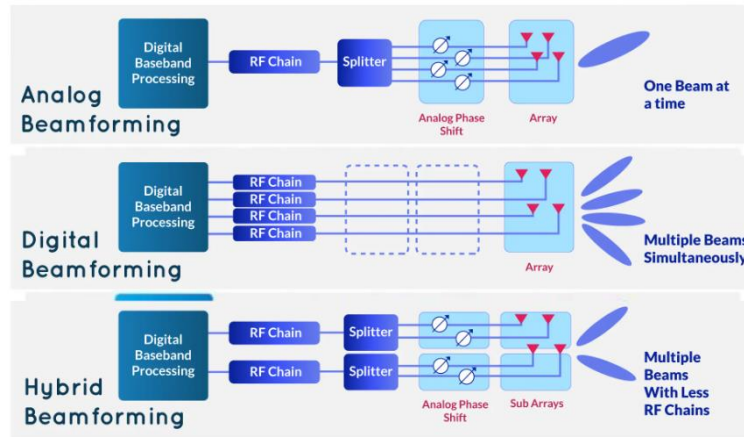 Digital
Baseband
Processing
RF Chain
Splitter
Analog
Beamforming
Analog Phase
Shift
Array
One Beam at
a time
Digital
Baseband
Processing
RF Chain
RF Chain
RF Chain
RF Chain
Digital
Beamforming
Array
Multiple Beams
Simultaneously
Digital
Baseband
Processing
RF Chain
RF Chain
Splitter
Splitter
Hybrid
Beamforming
Analog Phase
Shift
Sub Arrays
Multiple
Beams
With Less
RF Chains